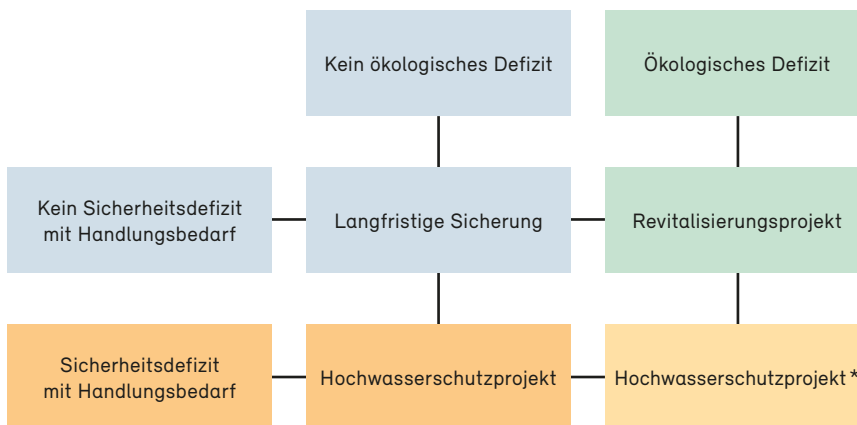 Kein ökologisches Defizit
Ökologisches Defizit
Kein Sicherheitsdefizit
mit Handlungsbedarf
Langfristige Sicherung
Revitalisierungsprojekt
Sicherheitsdefizit
mit Handlungsbedarf
Hochwasserschutzprojekt
Hochwasserschutzprojekt *